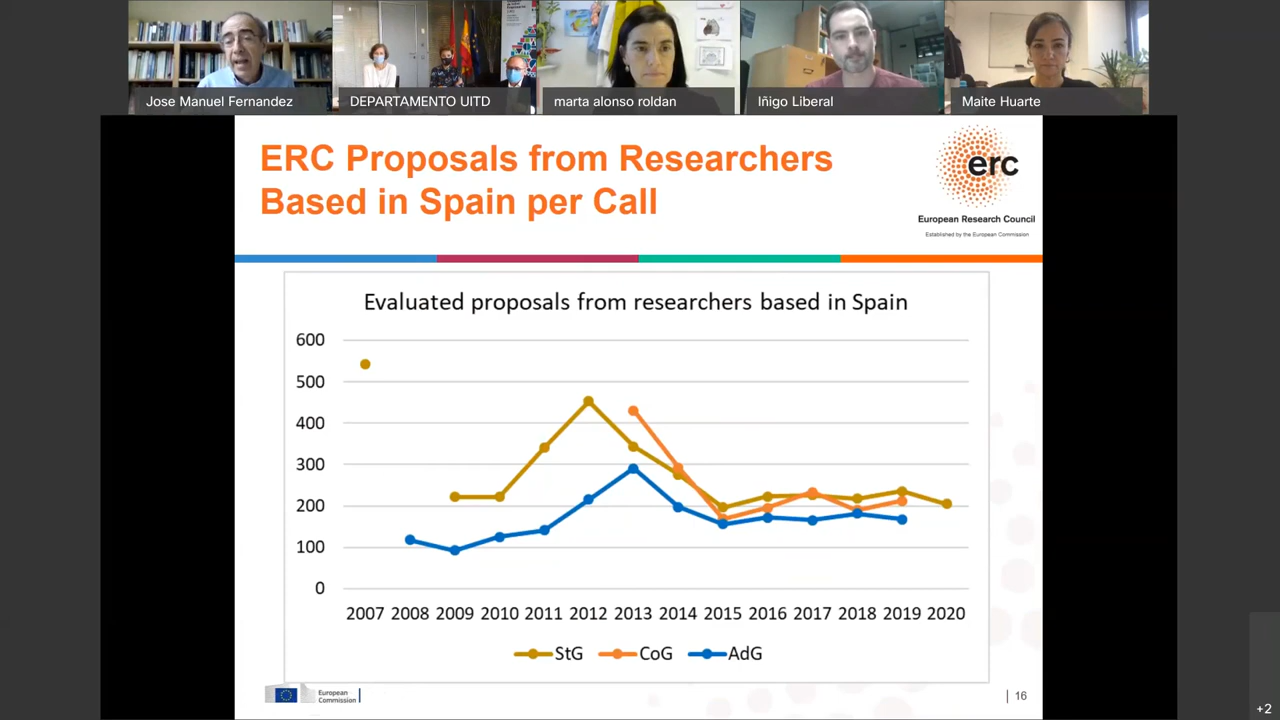 Jose Manuel Fernandez
DEPARTAMENTO UITD
marta alonso roldan
Iñigo Liberal
Maite Huarte
ERC Proposals from Researchers
Based in Spain per Call
erc
European Research Council
Established by the European Commission
Evaluated proposals from researchers based in Spain
600
500
400
300
200
100
0
2007 2008 2009 2010 2011 2012 2013 2014 2015 2016 2017 2018 2019 2020
StG CoG AdG
European
Commission
16
+2